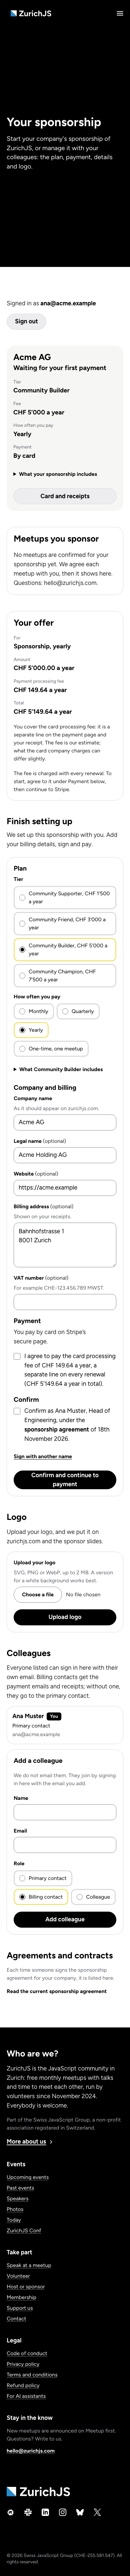 ZurichJS
Your sponsorship
Start your company's sponsorship of
ZurichJS, or manage it with your
colleagues: the plan, payment, details
and logo.
Signed in as ana@acme.example
Sign out
Acme AG
Waiting for your first payment
Tier
Community Builder
Fee
CHF 5'000 a year
How often you pay
Yearly
Payment
By card
What your sponsorship includes
Card and receipts
Meetups you sponsor
No meetups are confirmed for your
sponsorship yet. We agree each
meetup with you, then it shows here.
Questions: hello@zurichjs.com.
Your offer
For
Sponsorship, yearly
Amount
CHF 5'000.00 a year
Payment processing fee
CHF 149.64 a year
Total
CHF 5'149.64 a year
You cover the card processing fee: it is a
separate line on the payment page and
your receipt. The fee is our estimate;
what the card company charges can
differ slightly.
The fee is charged with every renewal. To
start, agree to it under Payment below,
then continue to Stripe.
Finish setting up
We set up this sponsorship with you. Add
your billing details, sign and pay.
Plan
Tier
Community Supporter, CHF 1'500
a year
Community Friend, CHF 3'000 a
year
Community Builder, CHF 5'000 a
year
Community Champion, CHF
7'500 a year
How often you pay
Monthly
Quarterly
Yearly
One-time, one meetup
What Community Builder includes
Company and billing
Company name
As it should appear on zurichjs.com.
Acme AG
Legal name (optional)
Acme Holding AG
Website (optional)
https://acme.example
Billing address (optional)
Shown on your receipts.
Bahnhofstrasse 1
8001 Zurich
VAT number (optional)
For example CHE-123.456.789 MWST.
Payment
You pay by card on Stripe's
secure page.
I agree to pay the card processing
fee of CHF 149.64 a year, a
separate line on every renewal
(CHF 5'149.64 a year in total).
Confirm
Confirm as Ana Muster, Head of
Engineering, under the
sponsorship agreement of 18th
November 2026.
Sign with another name
Confirm and continue to
payment
Logo
Upload your logo, and we put it on
zurichjs.com and the sponsor slides.
Upload your logo
SVG, PNG or WebP, up to 2 MB. A version
for a white background works best.
Choose a file
No file chosen
Upload logo
Colleagues
Everyone listed can sign in here with their
own email. Billing contacts get the
payment emails and receipts; without one,
they go to the primary contact.
Ana Muster You
Primary contact
ana@acme.example
Add a colleague
We do not email them. They join by signing
in here with the email you add.
Name
Email
Role
Primary contact
Billing contact
Colleague
Add colleague
Agreements and contracts
Each time someone signs the sponsorship
agreement for your company, it is listed here.
Read the current sponsorship agreement
Who are we?
ZurichJS is the JavaScript community in
Zurich: free monthly meetups with talks
and time to meet each other, run by
volunteers since November 2024.
Everybody is welcome.
Part of the Swiss JavaScript Group, a non-profit
association registered in Switzerland.
More about us
Events
Upcoming events
Past events
Speakers
Photos
Today
ZurichJS Conf
Take part
Speak at a meetup
Volunteer
Host or sponsor
Membership
Support us
Contact
Legal
Code of conduct
Privacy policy
Terms and conditions
Refund policy
For AI assistants
Stay in the know
New meetups are announced on Meetup first.
Questions? Write to us.
hello@zurichjs.com
ZurichJS
© 2026 Swiss JavaScript Group (CHE-255.581.547). All
rights reserved.